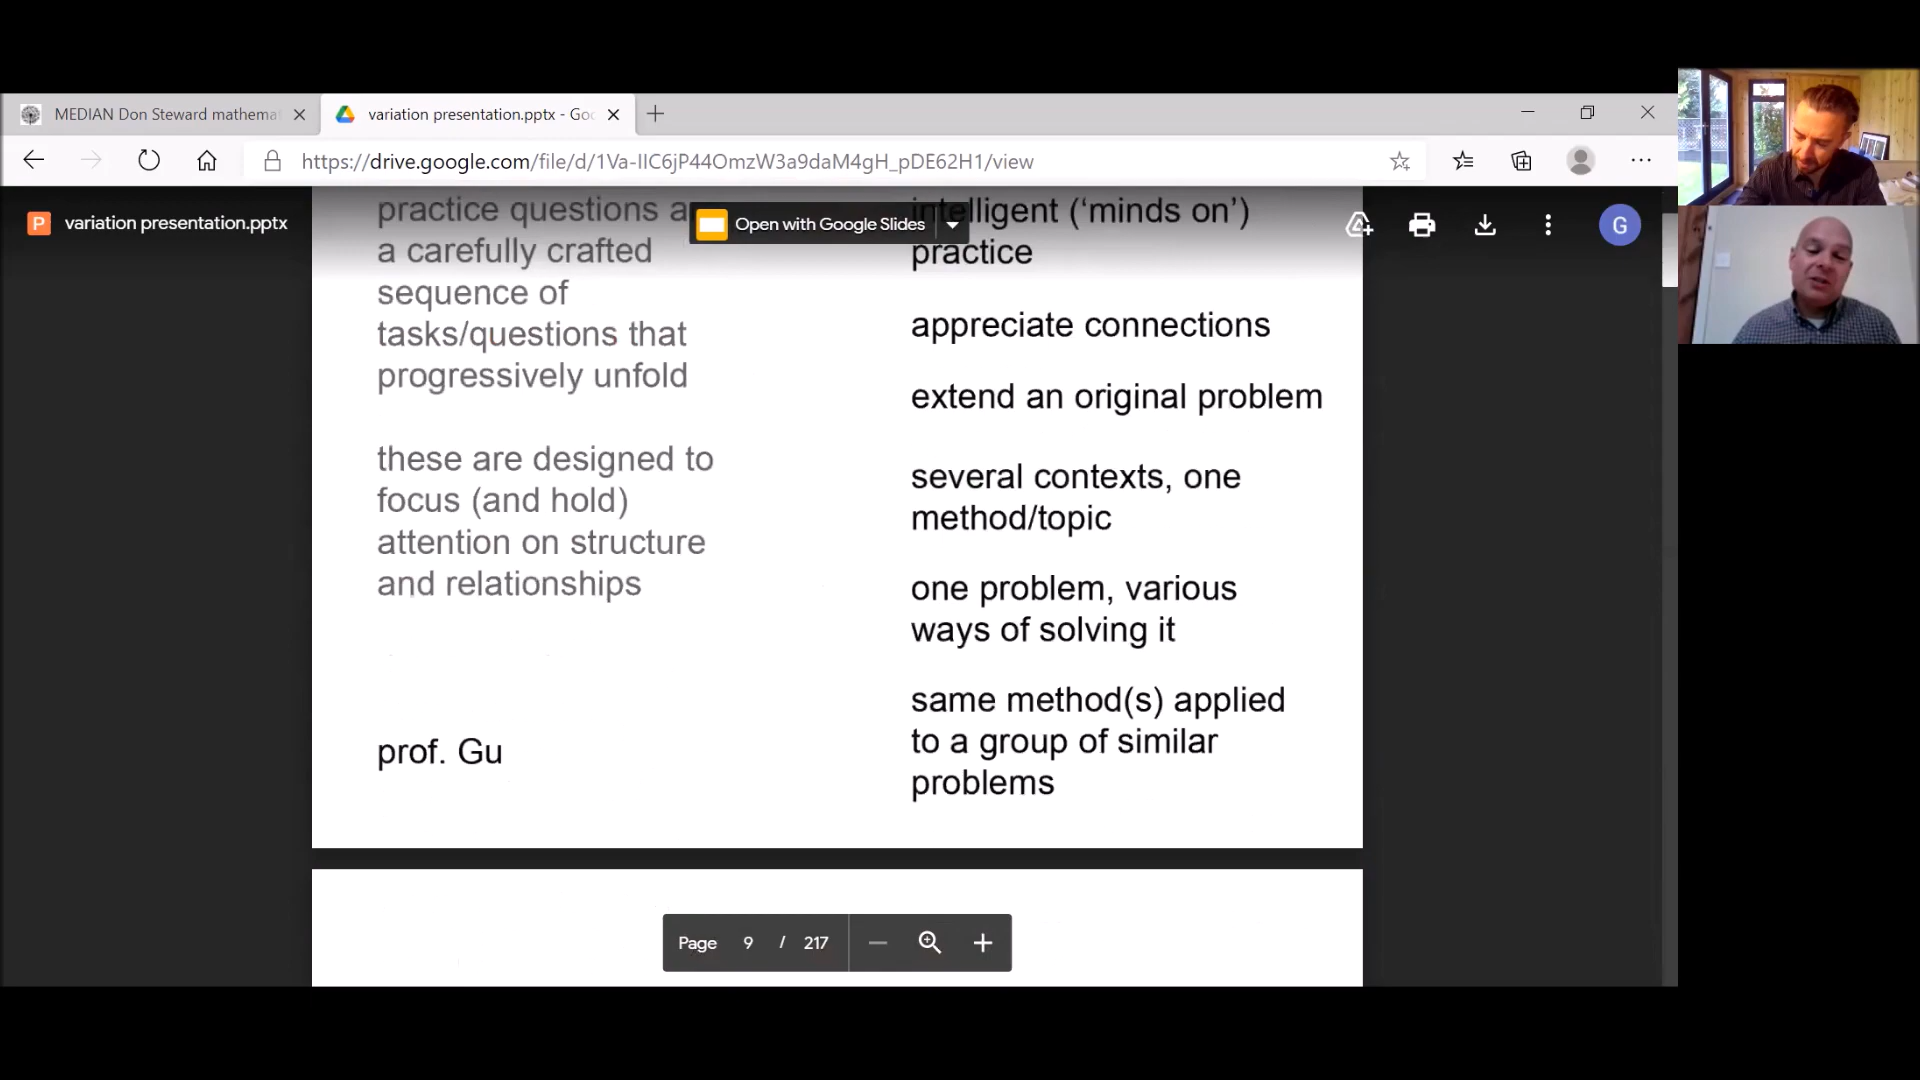 MEDIAN Don Steward mathema
variation presentation.pptx - Goo
https://drive.google.com/file/d/1Va-IIC6jP44OmzW3a9daM4gH_pDE62H1/view
P variation presentation.pptx
Open with Google Slides
G
practice questions a
a carefully crafted
sequence of
tasks/questions that
progressively unfold
these are designed to
focus (and hold)
attention on structure
and relationships
prof. Gu
intelligent (‘minds on’)
practice
appreciate connections
extend an original problem
several contexts, one
method/topic
one problem, various
ways of solving it
same method(s) applied
to a group of similar
problems
Page 9 / 217